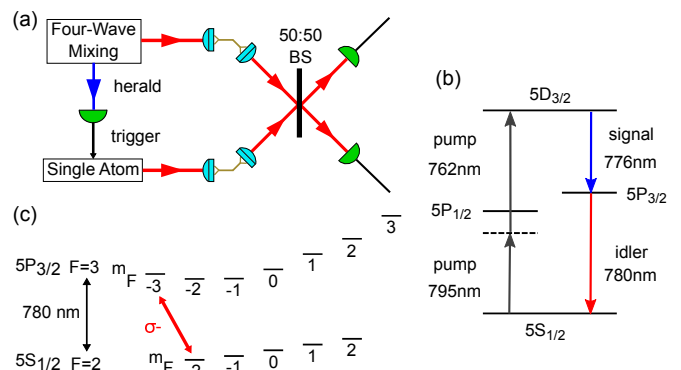 (a)
Four-Wave
Mixing
50:50
BS
herald
trigger
Single Atom
(b)
5D3/2
pump
762nm
signal
776nm
5P1/2
5P3/2
pump
795nm
idler
780nm
5S1/2
(c)
5P3/2 F=3 mF -3 -2 -1 0 1 2 3
780 nm
σ-
5S1/2 F=2 mF -2 -1 0 1 2